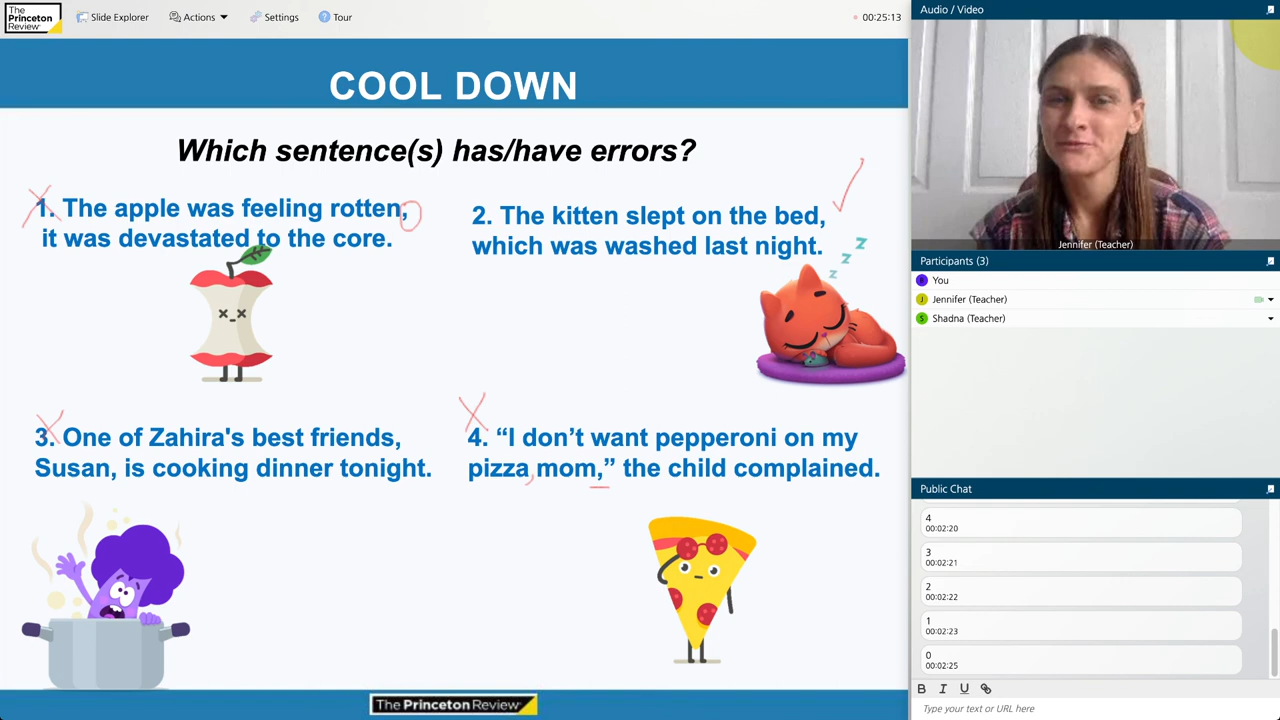 The
Princeton
Review
Slide Explorer
Actions
Settings
Tour
00:25:13
Audio / Video
COOL DOWN
Which sentence(s) has/have errors?
1. The apple was feeling rotten,
it was devastated to the core.
2. The kitten slept on the bed,
which was washed last night.
z
z
z
3. One of Zahira's best friends,
Susan, is cooking dinner tonight.
4. “I don’t want pepperoni on my
pizza, mom,” the child complained.
The Princeton Review
Jennifer (Teacher)
Participants (3)
You
J Jennifer (Teacher)
S Shadna (Teacher)
Public Chat
4
00:02:20
3
00:02:21
2
00:02:22
1
00:02:23
0
00:02:25
B I U
Type your text or URL here